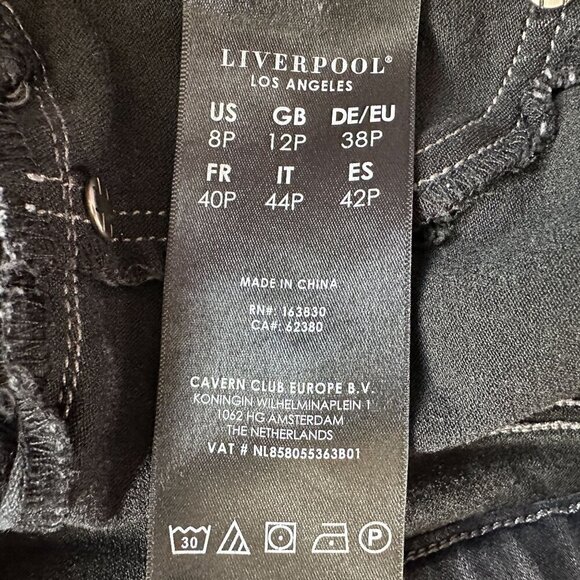 LIVERPOOL®
LOS ANGELES
US GB DE/EU
8P 12P 38P
FR IT ES
40P 44P 42P
MADE IN CHINA
RN#: 163830
CA#: 62380
CAVERN CLUB EUROPE B.V.
KONINGIN WILHELMINAPLEIN 1
1062 HG AMSTERDAM
THE NETHERLANDS
VAT # NL858055363B01
30 P